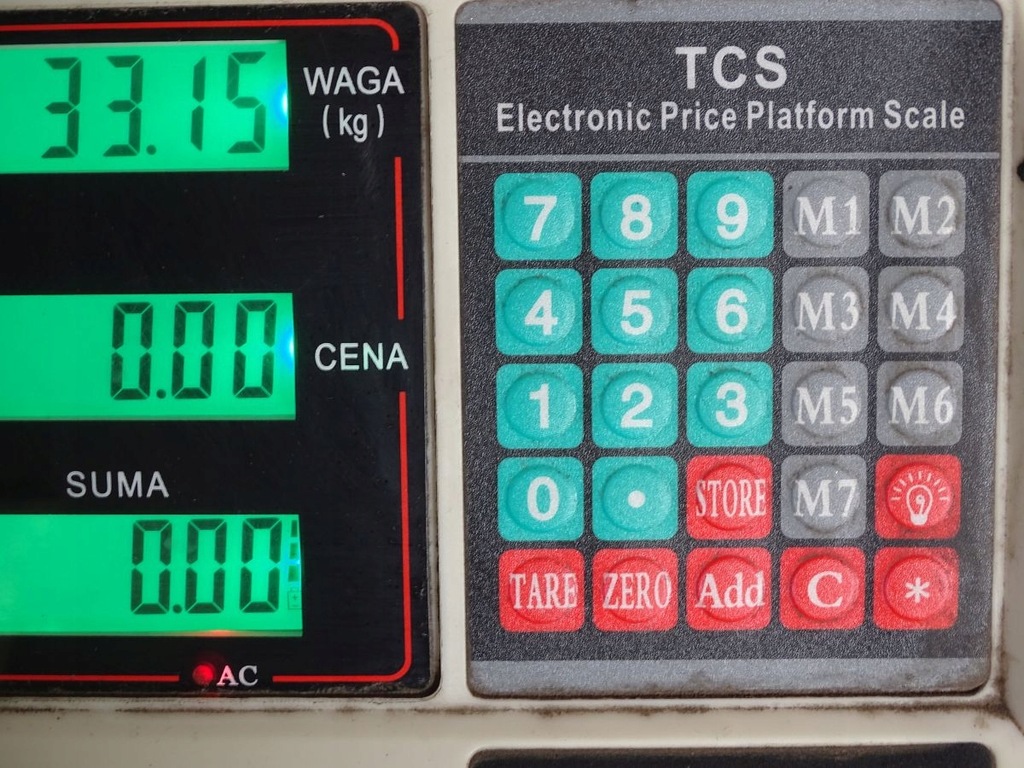 33.15
WAGA
(kg)
0.00
CENA
SUMA
0.00
AC
TCS
Electronic Price Platform Scale
7 8 9 M1 M2
4 5 6 M3 M4
1 2 3 M5 M6
0 . STORE M7
TARE ZERO Add C *